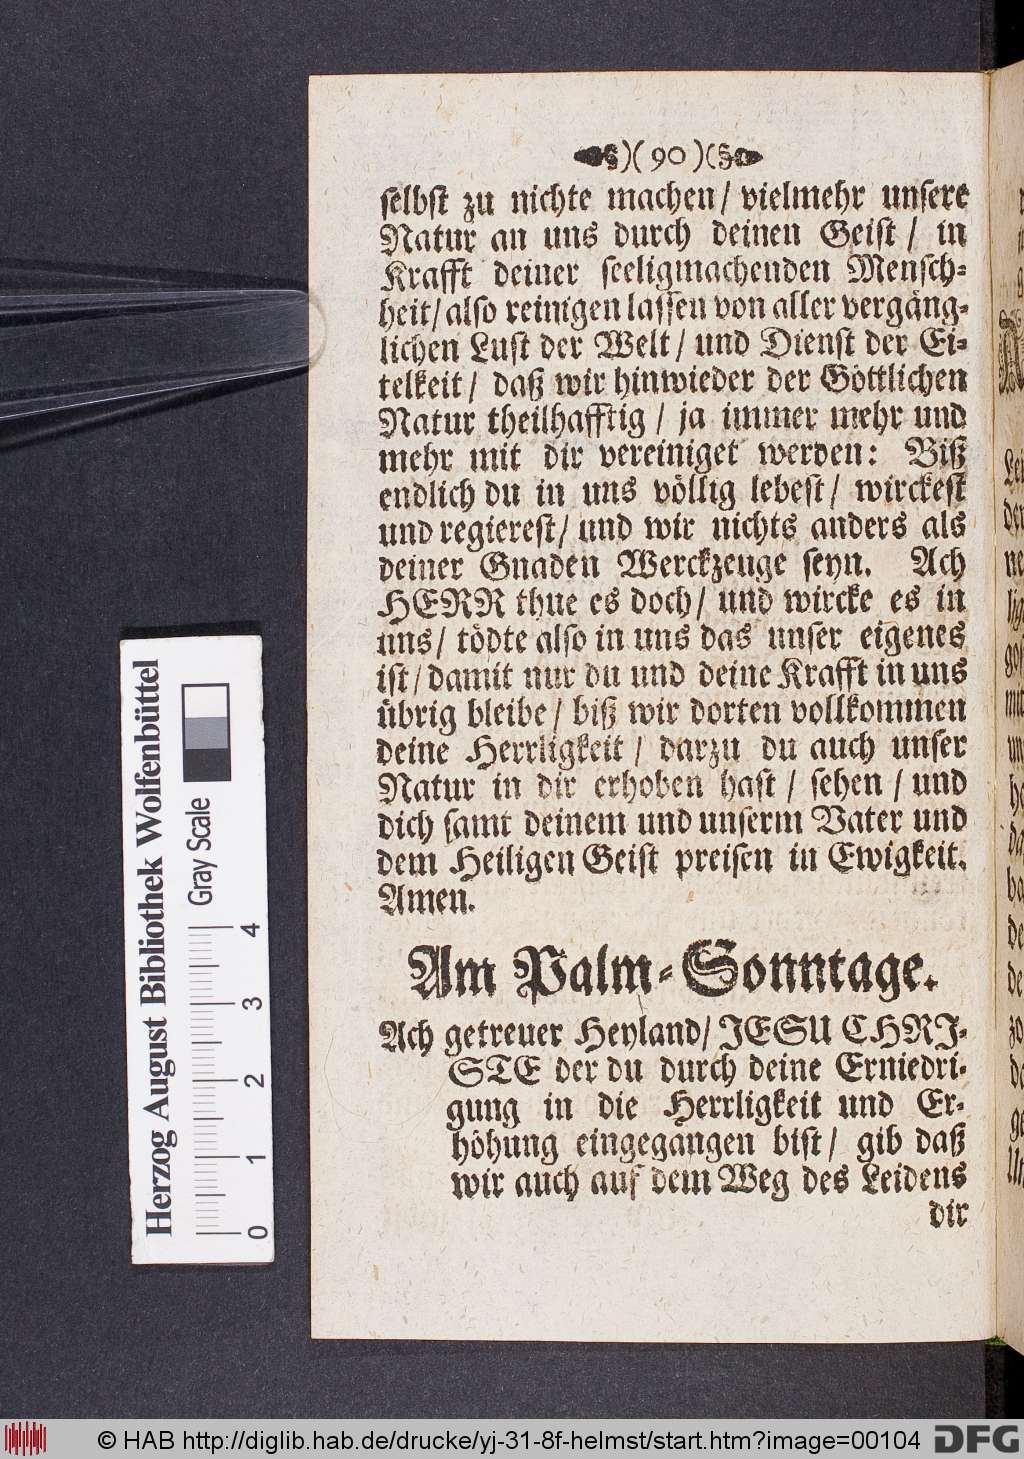 )( 90 )(
selbst zu nichte machen/ vielmehr unsere
Natur an uns durch deinen Geist / in
Krafft deiner seeligmachenden Mensch-
heit/ also reinigen lassen von aller vergäng-
lichen Lust der Welt/ und Dienst der Ei-
telkeit/ daß wir hinwieder der Göttlichen
Natur theilhafftig / ja immer mehr und
mehr mit dir vereiniget werden: Biß
endlich du in uns völlig lebest/ wirckest
und regierest/ und wir nichts anders als
deiner Gnaden Werckzeuge seyn. Ach
HERR thue es doch/ und wircke es in
uns/ tödte also in uns das unser eigenes
ist/ damit nur du und deine Krafft in uns
übrig bleibe/ biß wir dorten vollkommen
deine Herrligkeit/ darzu du auch unser
Natur in dir erhoben hast/ sehen/ und
dich samt deinem und unserm Vater und
dem Heiligen Geist preisen in Ewigkeit.
Amen.
Am Palm-Sonntage.
Ach getreuer Heyland/ JESU CHRI-
STE der du durch deine Erniedri-
gung in die Herrligkeit und Er-
höhung eingegangen bist/ gib daß
wir auch auf dem Weg des Leidens
dir
Herzog August Bibliothek Wolfenbüttel
Gray Scale
0 1 2 3 4
© HAB http://diglib.hab.de/drucke/yj-31-8f-helmst/start.htm?image=00104
DFG